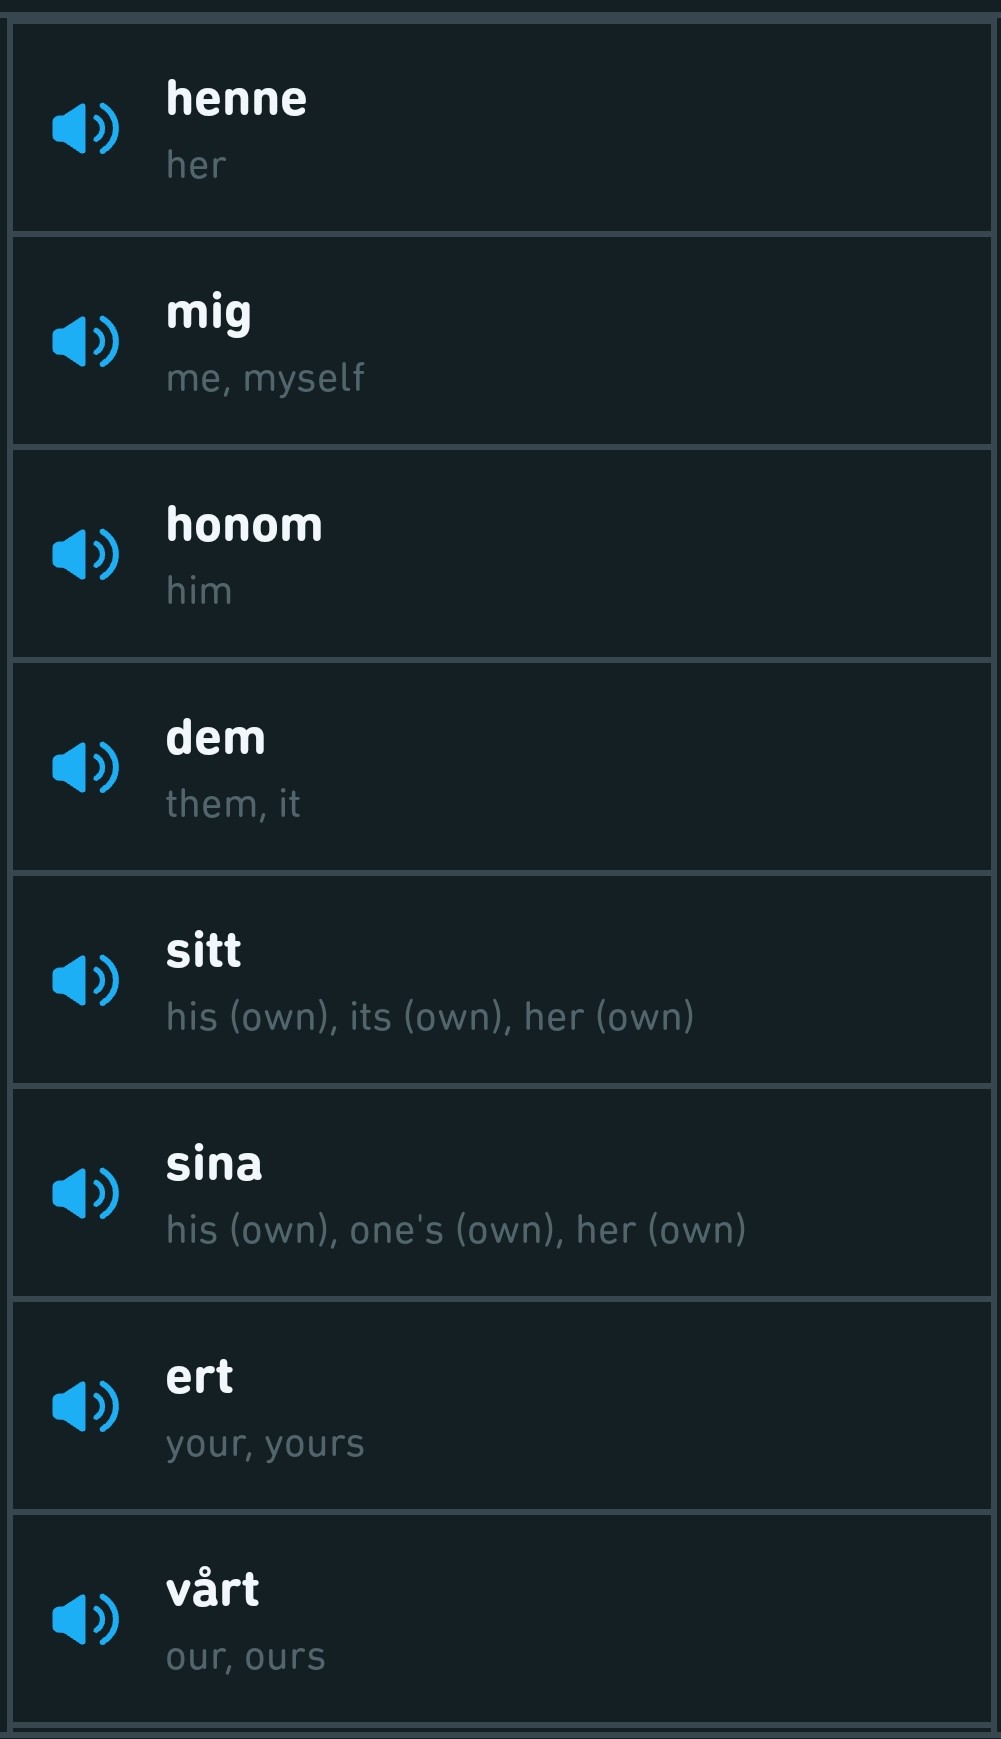 henne
her
mig
me, myself
honom
him
dem
them, it
sitt
his (own), its (own), her (own)
sina
his (own), one's (own), her (own)
ert
your, yours
vårt
our, ours